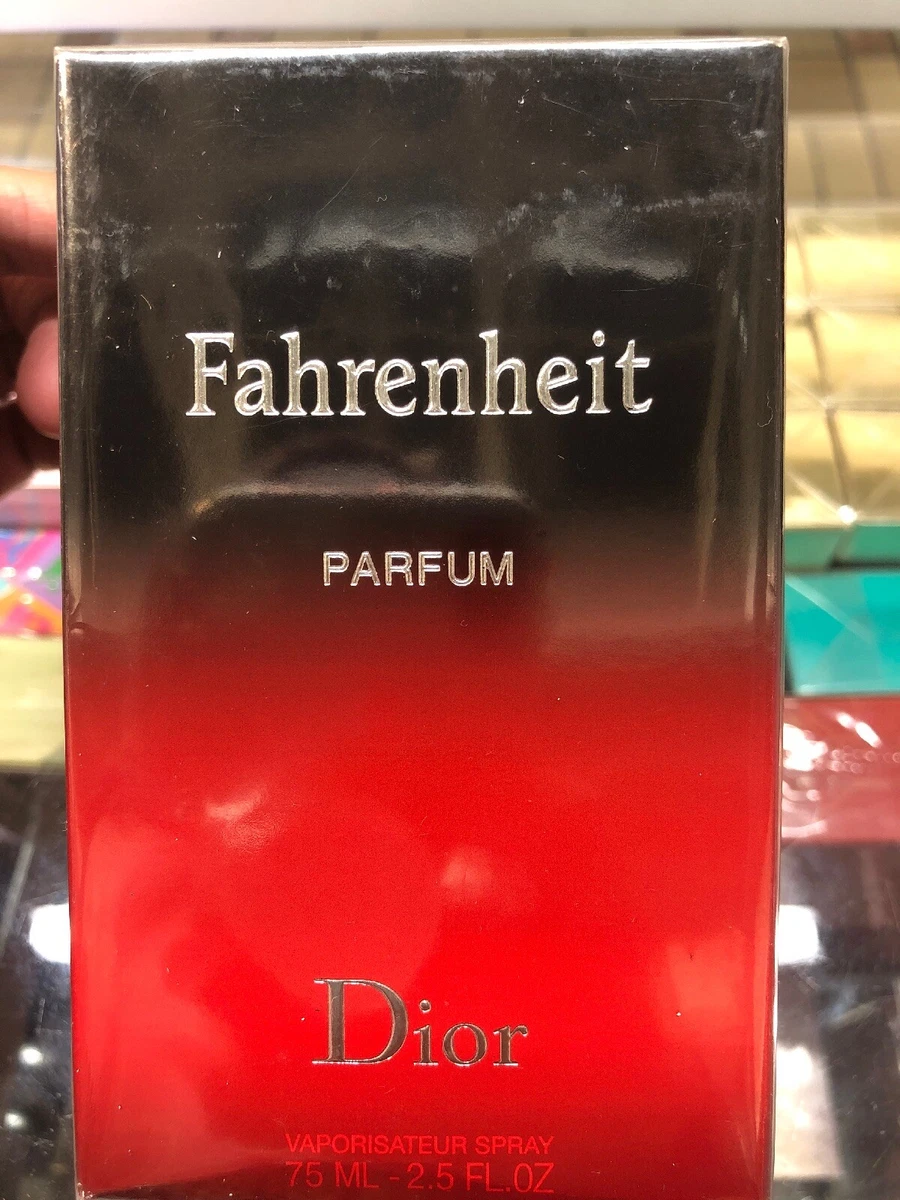 Fahrenheit
PARFUM
Dior
VAPORISATEUR SPRAY
75 ML - 2.5 FL.OZ